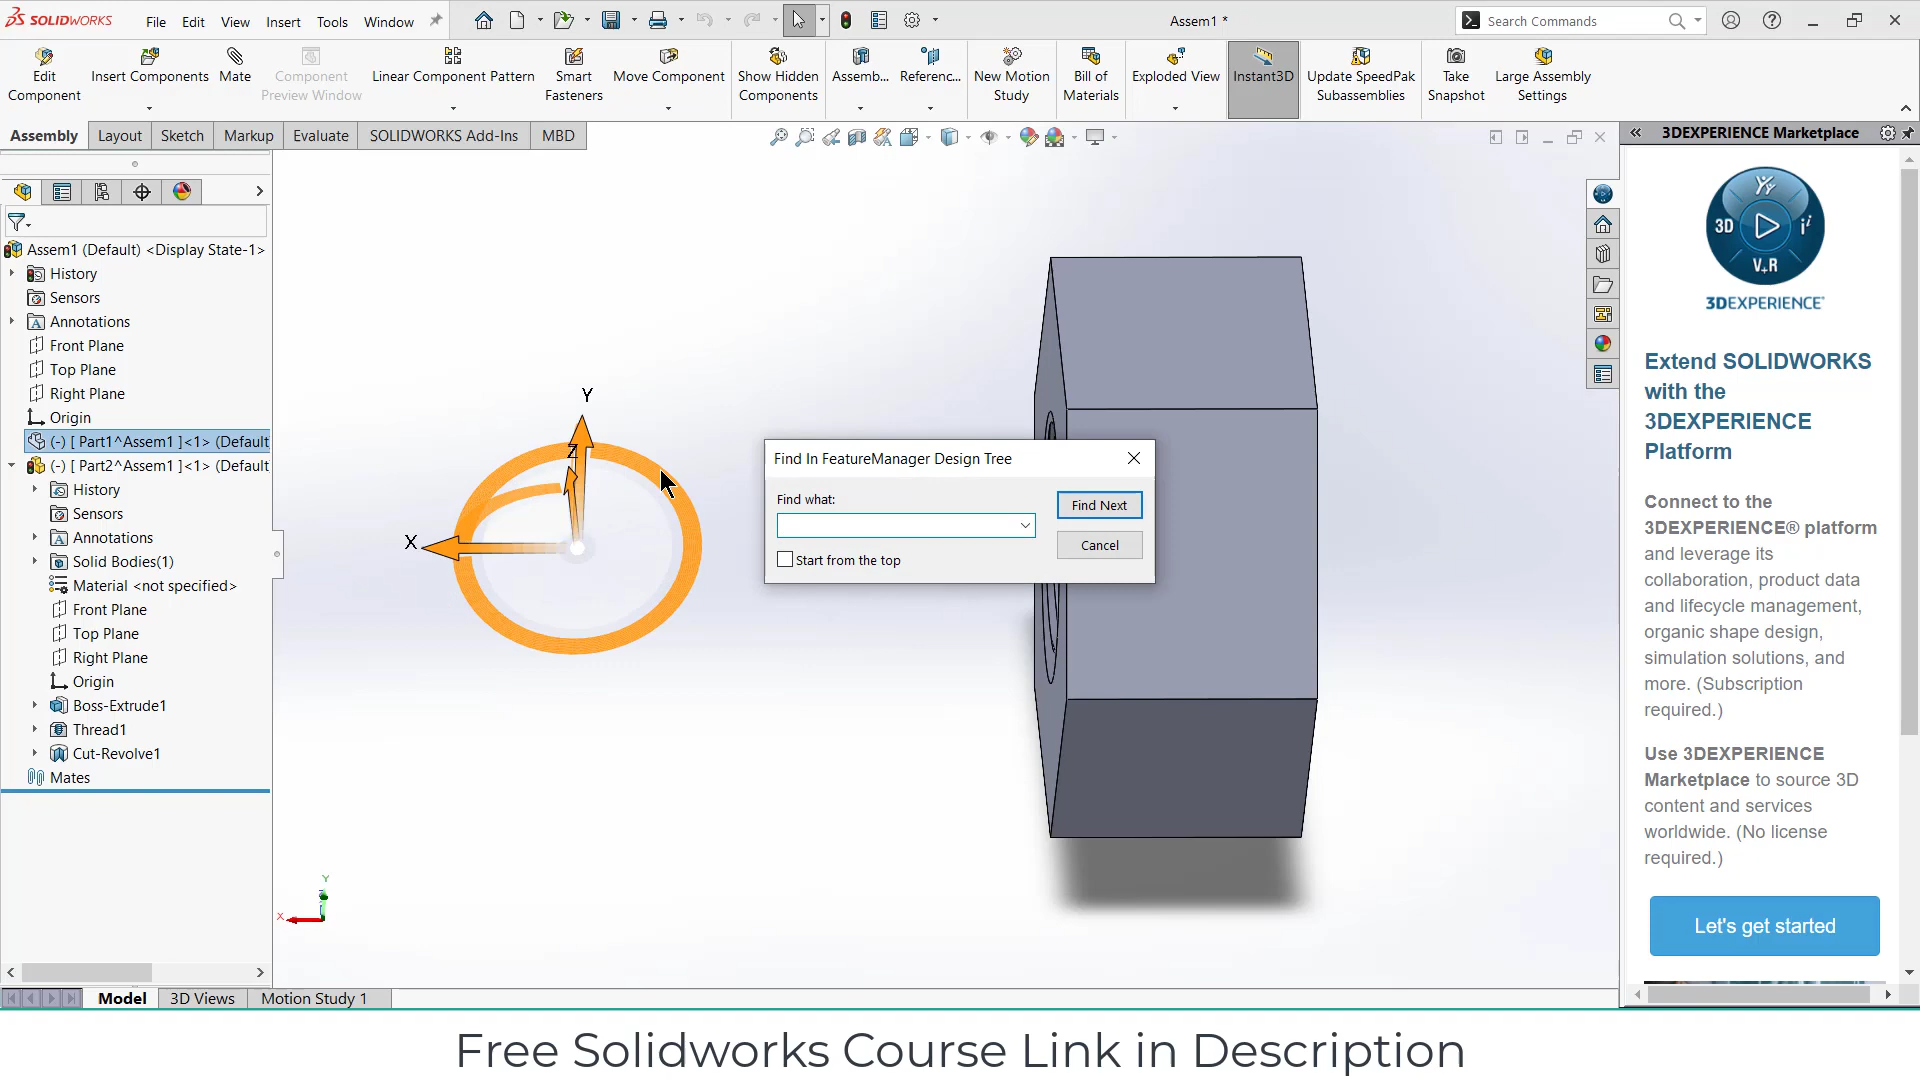 SOLIDWORKS
File
Edit
View
Insert
Tools
Window
Assem1 *
Search Commands
Edit
Component
Insert Components
Mate
Component
Preview Window
Linear Component Pattern
Smart
Fasteners
Move Component
Show Hidden
Components
Assemb...
Referenc...
New Motion
Study
Bill of
Materials
Exploded View
Instant3D
Update SpeedPak
Subassemblies
Take
Snapshot
Large Assembly
Settings
Assembly
Layout
Sketch
Markup
Evaluate
SOLIDWORKS Add-Ins
MBD
3DEXPERIENCE Marketplace
Assem1 (Default) <Display State-1>
History
Sensors
Annotations
Front Plane
Top Plane
Right Plane
Origin
(-) [ Part1^Assem1 ]<1> (Default
(-) [ Part2^Assem1 ]<1> (Default
History
Sensors
Annotations
Solid Bodies(1)
Material <not specified>
Front Plane
Top Plane
Right Plane
Origin
Boss-Extrude1
Thread1
Cut-Revolve1
Mates
Y
Z
X
Find In FeatureManager Design Tree
Find what:
Find Next
Start from the top
Cancel
Y
X
3D
V+R
3DEXPERIENCE
Extend SOLIDWORKS
with the
3DEXPERIENCE
Platform
Connect to the
3DEXPERIENCE® platform
and leverage its
collaboration, product data
and lifecycle management,
organic shape design,
simulation solutions, and
more. (Subscription
required.)
Use 3DEXPERIENCE
Marketplace to source 3D
content and services
worldwide. (No license
required.)
Let's get started
Model
3D Views
Motion Study 1
Free Solidworks Course Link in Description